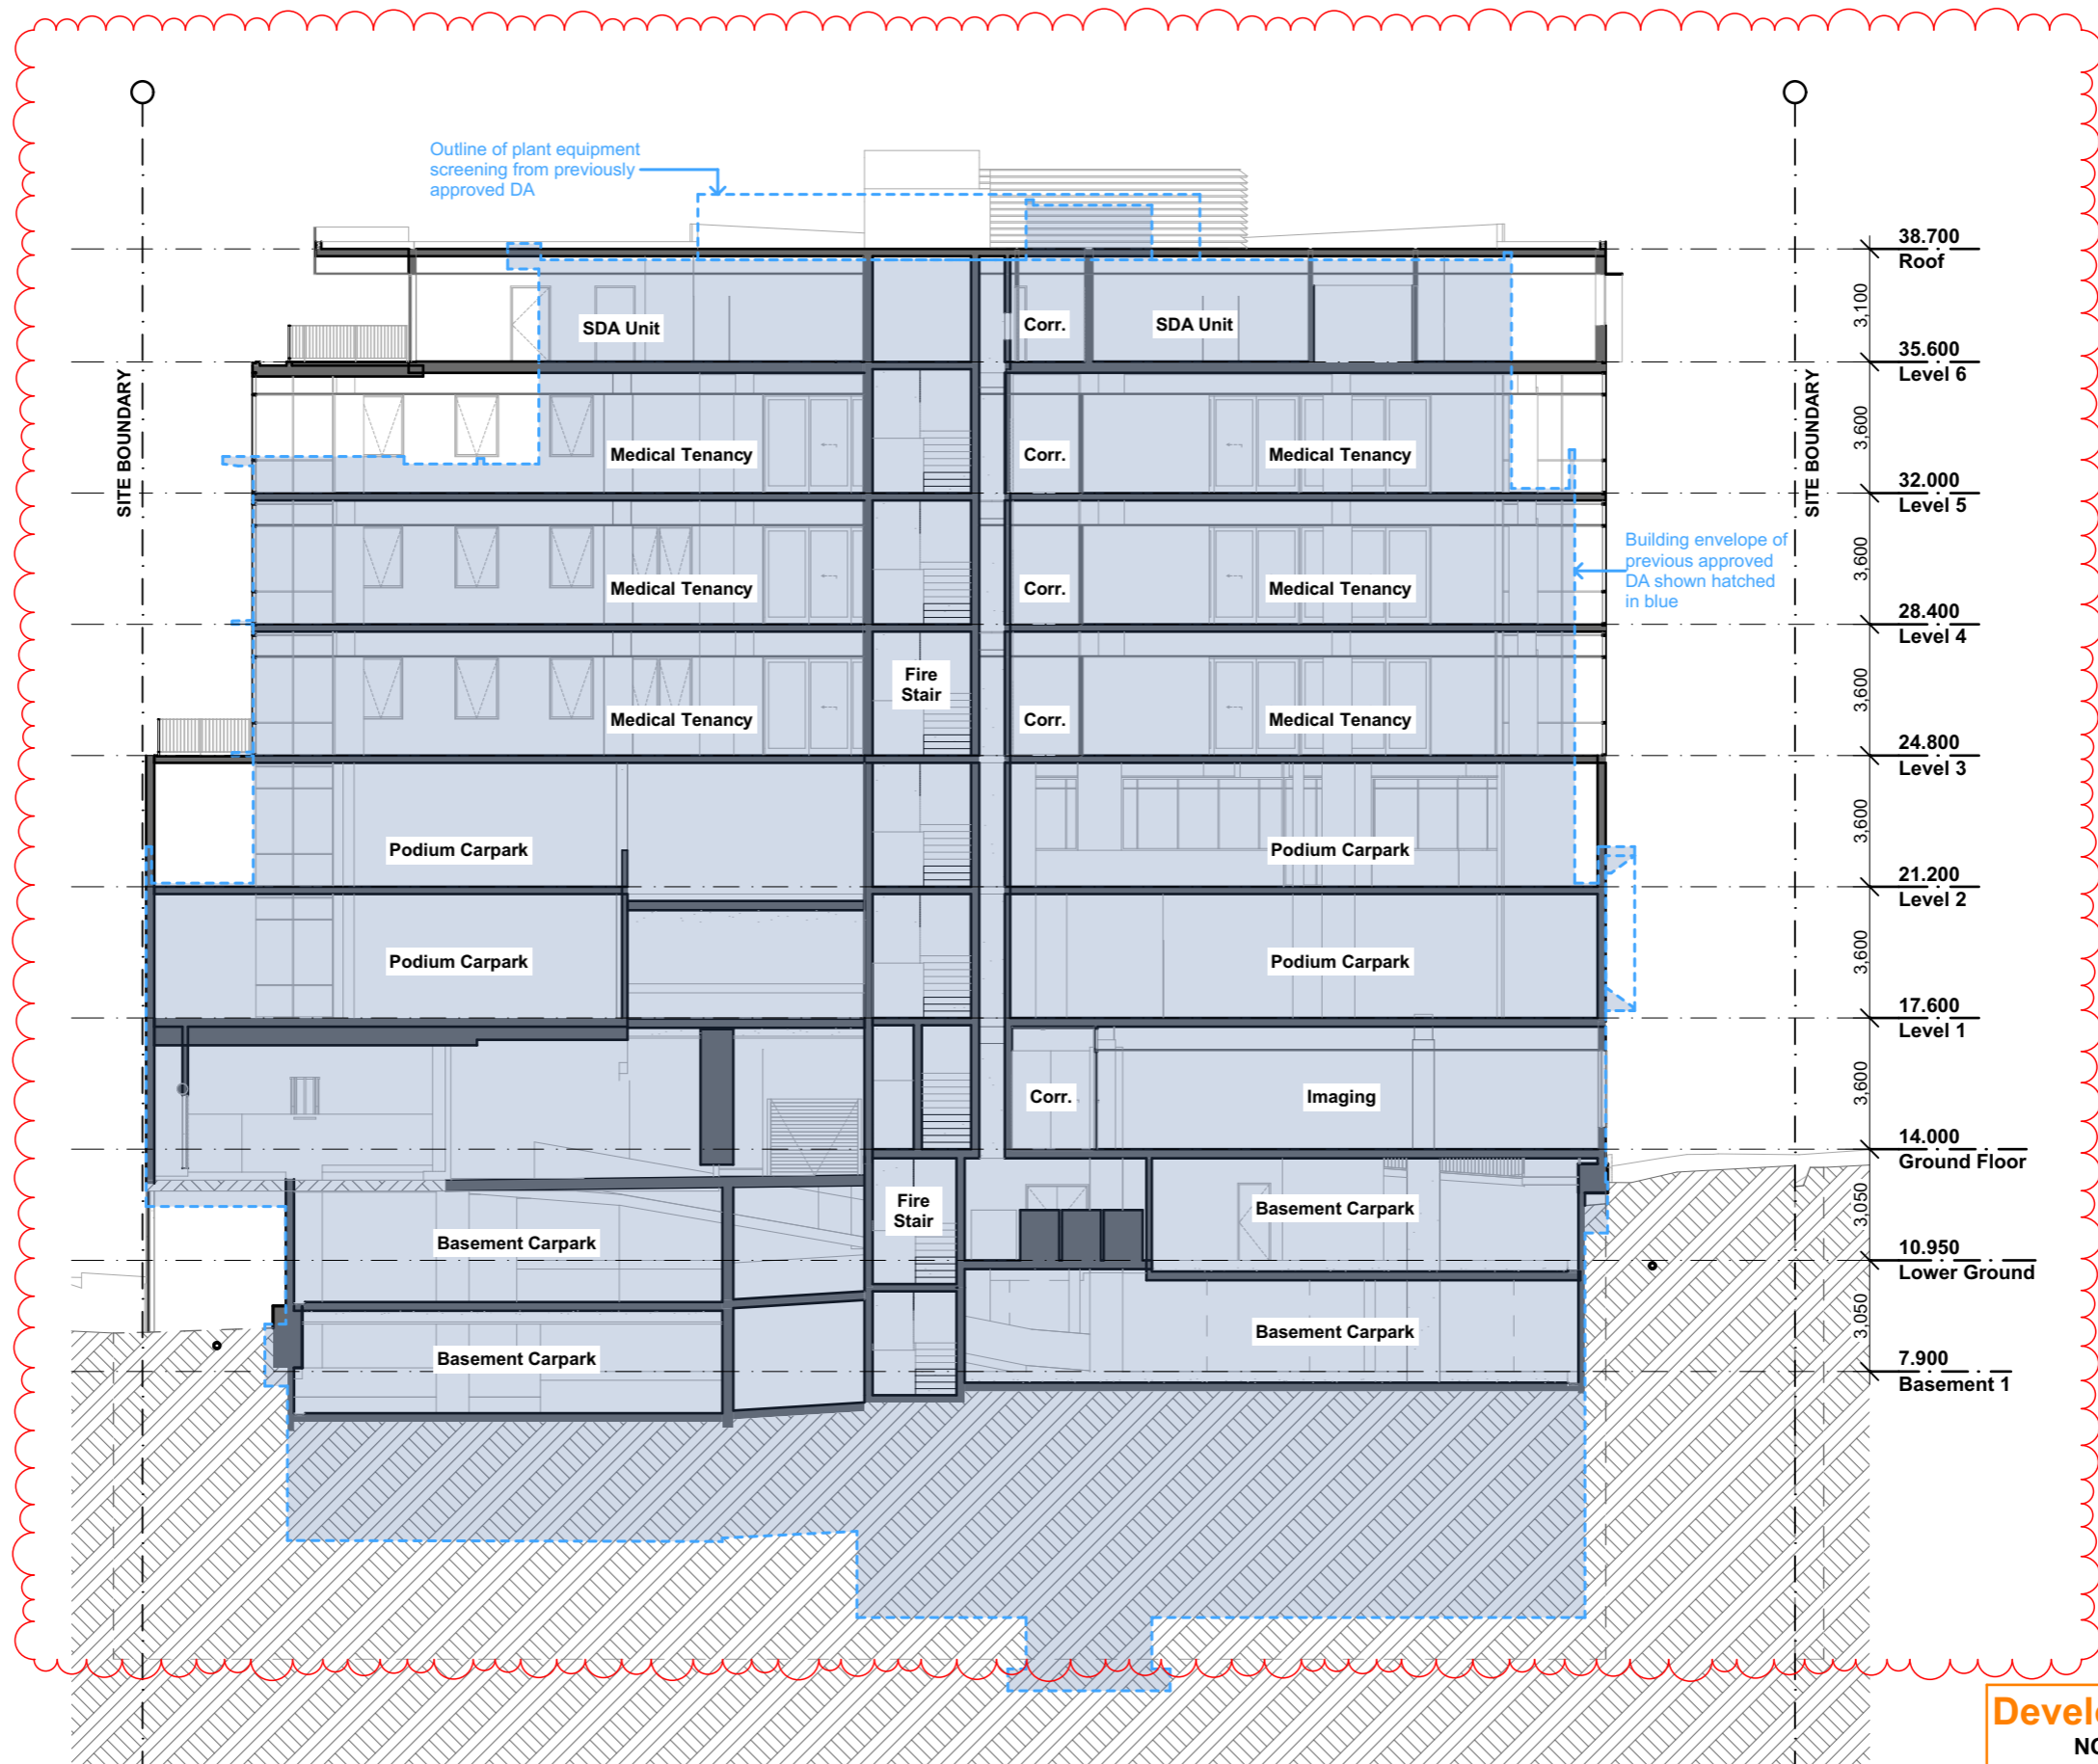 Outline of plant equipment
screening from previously
approved DA
38.700
Roof
3,100
SDA Unit
Corr.
SDA Unit
35.600
Level 6
SITE BOUNDARY
SITE BOUNDARY
3,600
Medical Tenancy
Corr.
Medical Tenancy
32.000
Level 5
Building envelope of
previous approved
DA shown hatched
in blue
3,600
Medical Tenancy
Corr.
Medical Tenancy
28.400
Level 4
Fire
Stair
3,600
Medical Tenancy
Corr.
Medical Tenancy
24.800
Level 3
3,600
Podium Carpark
Podium Carpark
21.200
Level 2
3,600
Podium Carpark
Podium Carpark
17.600
Level 1
3,600
Corr.
Imaging
14.000
Ground Floor
Fire
Stair
3,050
Basement Carpark
Basement Carpark
10.950
Lower Ground
3,050
Basement Carpark
Basement Carpark
7.900
Basement 1